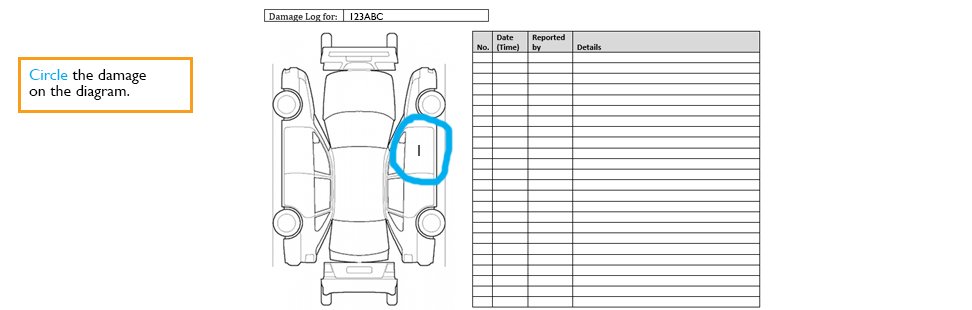 Damage Log for: 123ABC
Circle the damage
on the diagram.
1
No. Date (Time) Reported by Details